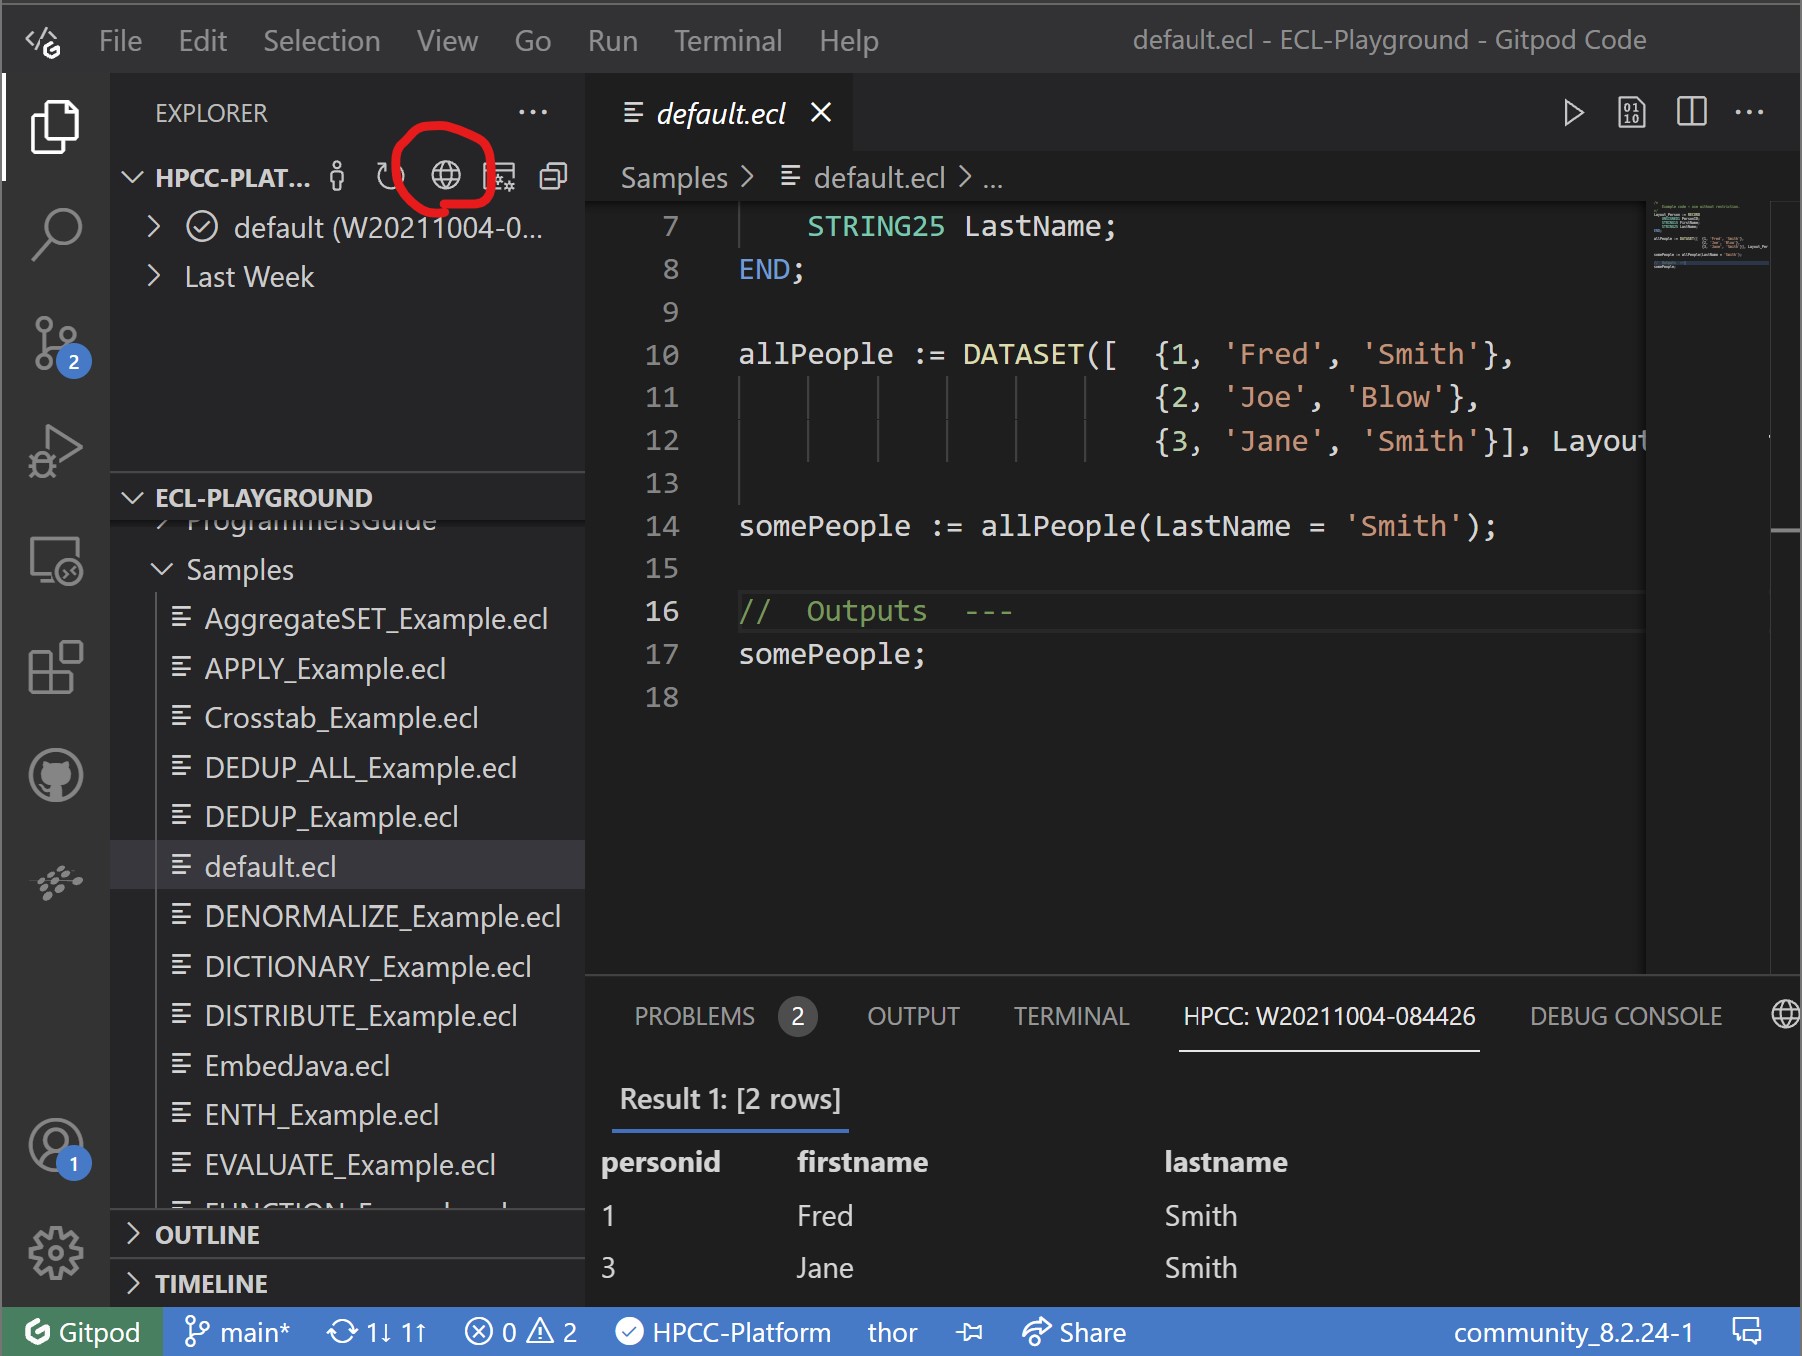 File Edit Selection View Go Run Terminal Help default.ecl - ECL-Playground - Gitpod Code
EXPLORER
HPCC-PLAT...
default (W20211004-0...
Last Week
ECL-PLAYGROUND
ProgrammersGuide
Samples
AggregateSET_Example.ecl
APPLY_Example.ecl
Crosstab_Example.ecl
DEDUP_ALL_Example.ecl
DEDUP_Example.ecl
default.ecl
DENORMALIZE_Example.ecl
DICTIONARY_Example.ecl
DISTRIBUTE_Example.ecl
EmbedJava.ecl
ENTH_Example.ecl
EVALUATE_Example.ecl
OUTLINE
TIMELINE
2
1
default.ecl
Samples > default.ecl > ...
7 STRING25 LastName;
8 END;
9
10 allPeople := DATASET([ {1, 'Fred', 'Smith'},
11 {2, 'Joe', 'Blow'},
12 {3, 'Jane', 'Smith'}], Layout
13
14 somePeople := allPeople(LastName = 'Smith');
15
16 // Outputs ---
17 somePeople;
18
PROBLEMS 2 OUTPUT TERMINAL HPCC: W20211004-084426 DEBUG CONSOLE
Result 1: [2 rows]
personid firstname lastname
1 Fred Smith
3 Jane Smith
Gitpod main* 1↓ 1↑ 0 2 HPCC-Platform thor Share community_8.2.24-1